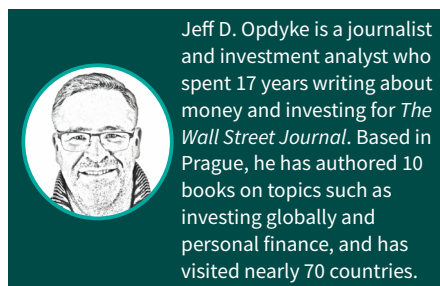 Jeff D. Opdyke is a journalist
and investment analyst who
spent 17 years writing about
money and investing for The
Wall Street Journal. Based in
Prague, he has authored 10
books on topics such as
investing globally and
personal finance, and has
visited nearly 70 countries.